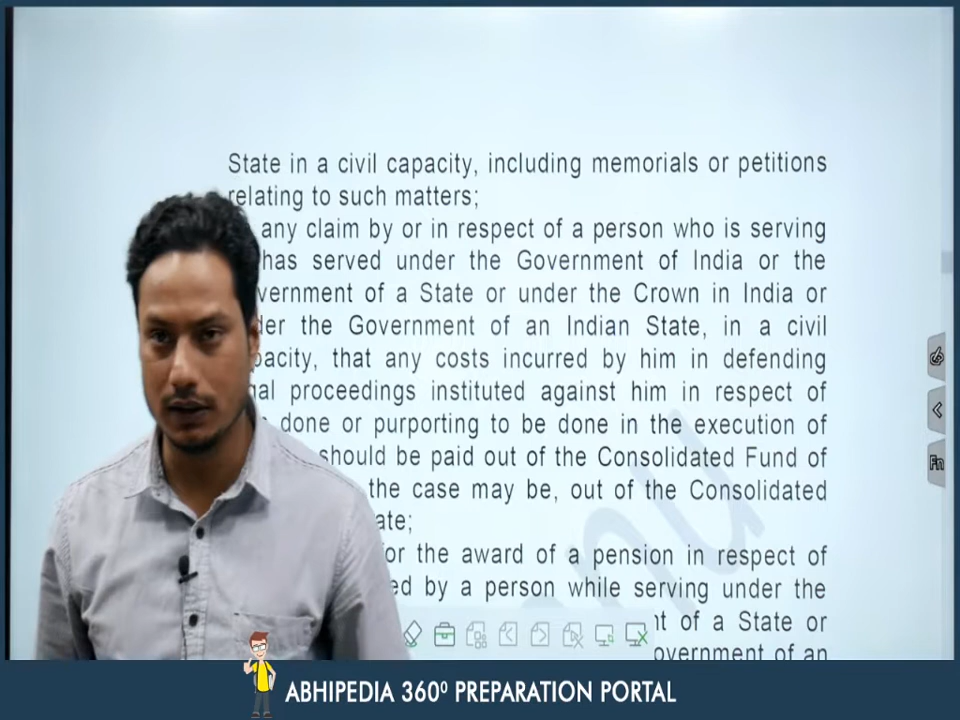 State in a civil capacity, including memorials or petitions
relating to such matters;
any claim by or in respect of a person who is serving
has served under the Government of India or the
vernment of a State or under the Crown in India or
der the Government of an Indian State, in a civil
pacity, that any costs incurred by him in defending
al proceedings instituted against him in respect of
done or purporting to be done in the execution of
should be paid out of the Consolidated Fund of
the case may be, out of the Consolidated
ate;
for the award of a pension in respect of
ed by a person while serving under the
nt of a State or
overnment of an
Fn
ABHIPEDIA 360° PREPARATION PORTAL